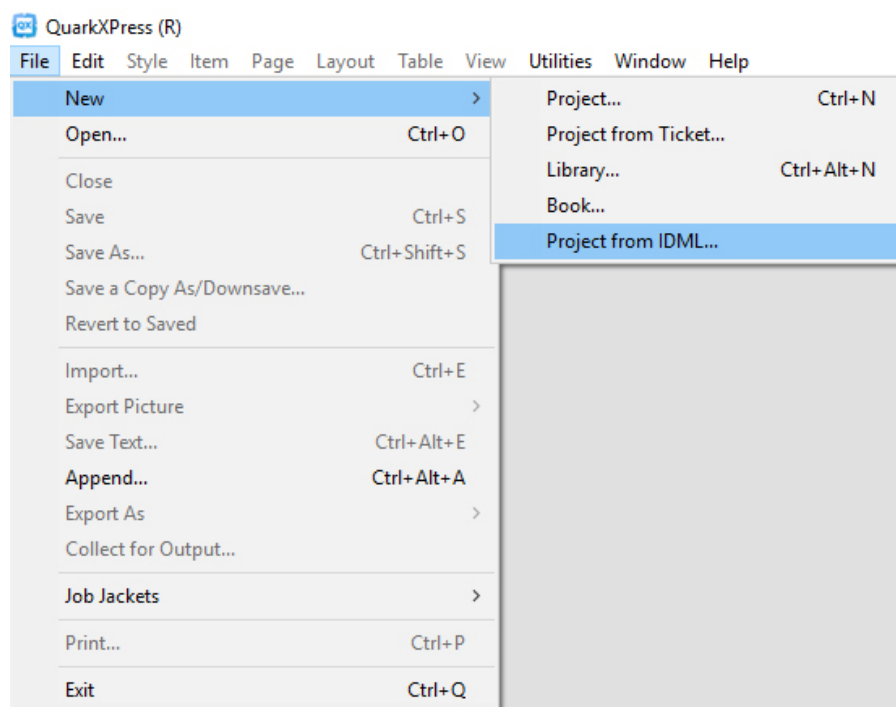 QuarkXPress (R)
File Edit Style Item Page Layout Table View Utilities Window Help
New
Open... Ctrl+O
Close
Save Ctrl+S
Save As... Ctrl+Shift+S
Save a Copy As/Downsave...
Revert to Saved
Import... Ctrl+E
Export Picture
Save Text... Ctrl+Alt+E
Append... Ctrl+Alt+A
Export As
Collect for Output...
Job Jackets
Print... Ctrl+P
Exit Ctrl+Q
Project... Ctrl+N
Project from Ticket...
Library... Ctrl+Alt+N
Book...
Project from IDML...